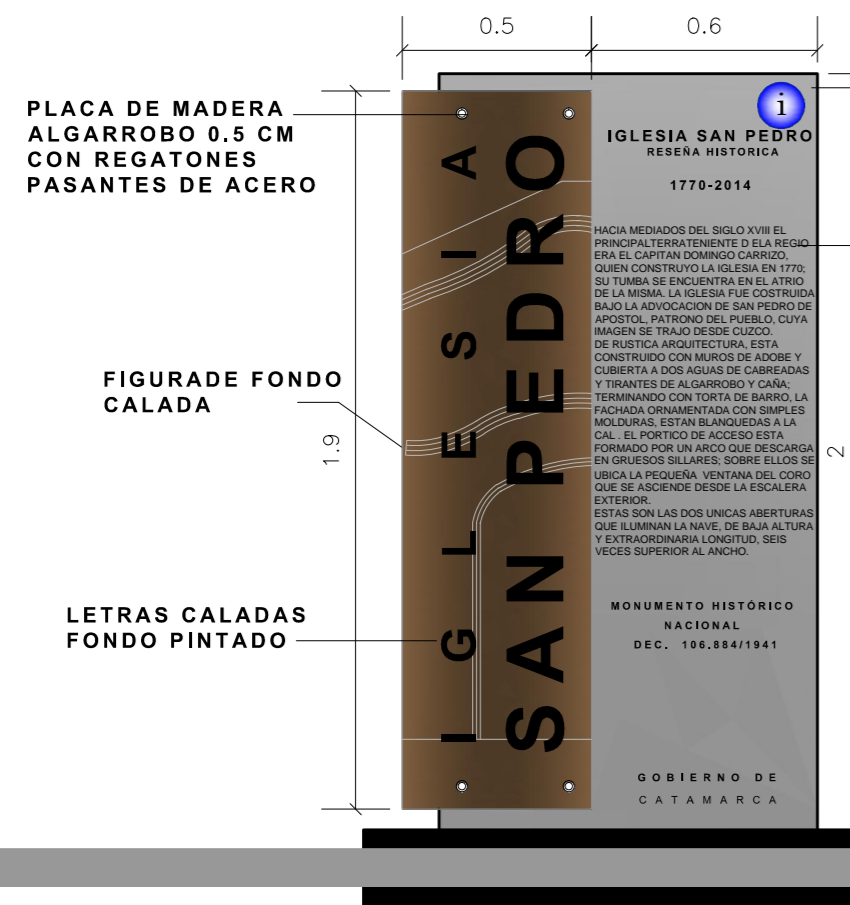 0.5
0.6
PLACA DE MADERA
ALGARROBO 0.5 CM
CON REGATONES
PASANTES DE ACERO
FIGURADE FONDO
CALADA
1.9
LETRAS CALADAS
FONDO PINTADO
IGLESIA
SAN PEDRO
i
IGLESIA SAN PEDRO
RESEÑA HISTORICA
1770-2014
HACIA MEDIADOS DEL SIGLO XVIII EL
PRINCIPALTERRATENIENTE D ELA REGIO
ERA EL CAPITAN DOMINGO CARRIZO,
QUIEN CONSTRUYO LA IGLESIA EN 1770;
SU TUMBA SE ENCUENTRA EN EL ATRIO
DE LA MISMA. LA IGLESIA FUE COSTRUIDA
BAJO LA ADVOCACION DE SAN PEDRO DE
APOSTOL, PATRONO DEL PUEBLO, CUYA
IMAGEN SE TRAJO DESDE CUZCO.
DE RUSTICA ARQUITECTURA, ESTA
CONSTRUIDO CON MUROS DE ADOBE Y
CUBIERTA A DOS AGUAS DE CABREADAS
Y TIRANTES DE ALGARROBO Y CAÑA;
TERMINANDO CON TORTA DE BARRO, LA
FACHADA ORNAMENTADA CON SIMPLES
MOLDURAS, ESTAN BLANQUEDAS A LA
CAL . EL PORTICO DE ACCESO ESTA
FORMADO POR UN ARCO QUE DESCARGA
EN GRUESOS SILLARES; SOBRE ELLOS SE
UBICA LA PEQUEÑA VENTANA DEL CORO
QUE SE ASCIENDE DESDE LA ESCALERA
EXTERIOR.
ESTAS SON LAS DOS UNICAS ABERTURAS
QUE ILUMINAN LA NAVE, DE BAJA ALTURA
Y EXTRAORDINARIA LONGITUD, SEIS
VECES SUPERIOR AL ANCHO.
MONUMENTO HISTÓRICO
NACIONAL
DEC. 106.884/1941
GOBIERNO DE
CATAMARCA
2